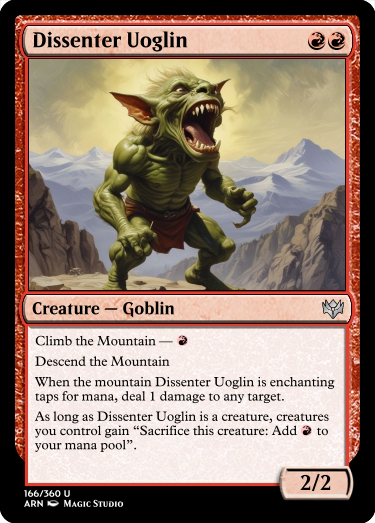 Dissenter Uoglin
Creature — Goblin
Climb the Mountain —
Descend the Mountain
When the mountain Dissenter Uoglin is enchanting
taps for mana, deal 1 damage to any target.
As long as Dissenter Uoglin is a creature, creatures
you control gain “Sacrifice this creature: Add to
your mana pool”.
2/2
166/360 U
ARN Magic Studio